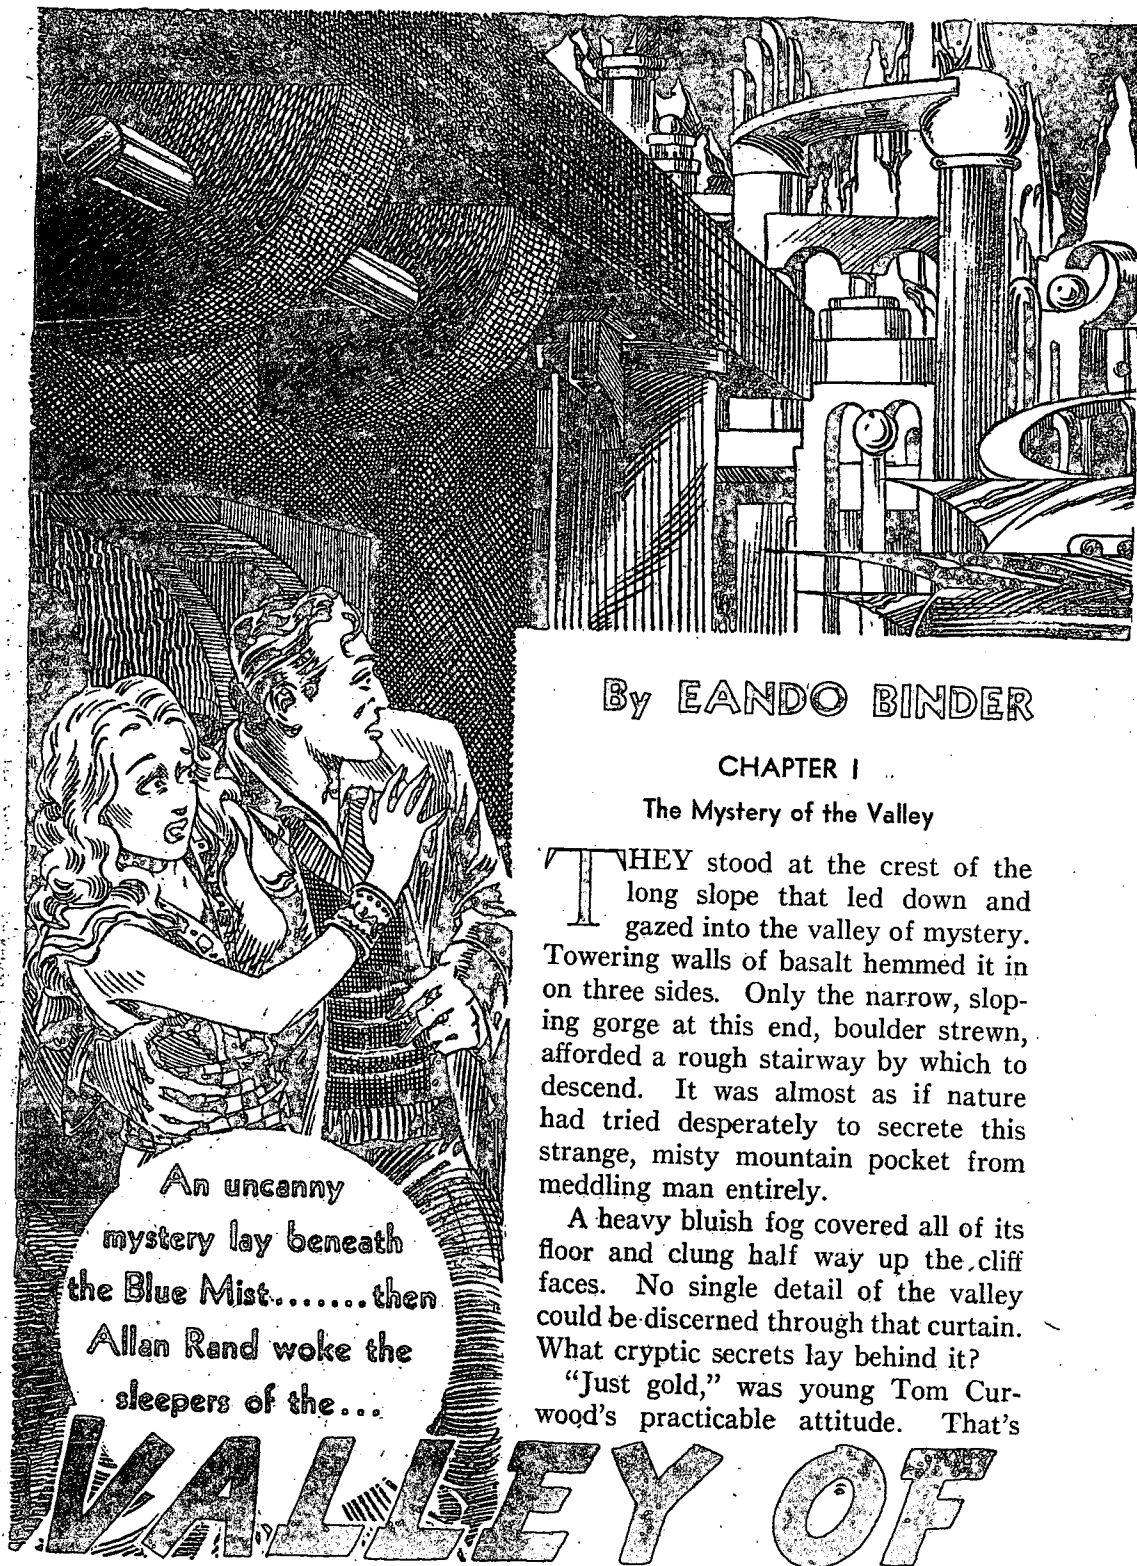 By EANDO BINDER
CHAPTER I
The Mystery of the Valley
THEY stood at the crest of the
long slope that led down and
gazed into the valley of mystery.
Towering walls of basalt hemmed it in
on three sides. Only the narrow, slop-
ing gorge at this end, boulder strewn,
afforded a rough stairway by which to
descend. It was almost as if nature
had tried desperately to secrete this
strange, misty mountain pocket from
meddling man entirely.
A heavy bluish fog covered all of its
floor and clung half way up the cliff
faces. No single detail of the valley
could be discerned through that curtain.
What cryptic secrets lay behind it?
“Just gold,” was young Tom Cur-
wood’s practicable attitude. That’s
An uncanny
mystery lay beneath
the Blue Mist.......then
Allan Rand woke the
sleepers of the...
VALLEY OF